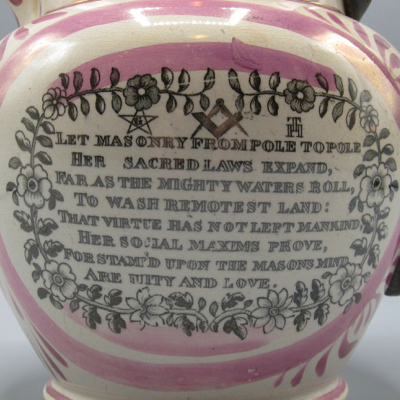 G
LET MASONRY FROM POLE TO POLE
HER SACRED LAWS EXPAND,
FAR AS THE MIGHTY WATERS ROLL,
TO WASH REMOTEST LAND:
THAT VIRTUE HAS NOT LEFT MANKIND,
HER SOCIAL MAXIMS PROVE,
FOR STAMP'D UPON THE MASONS MIND
ARE UITY AND LOVE.